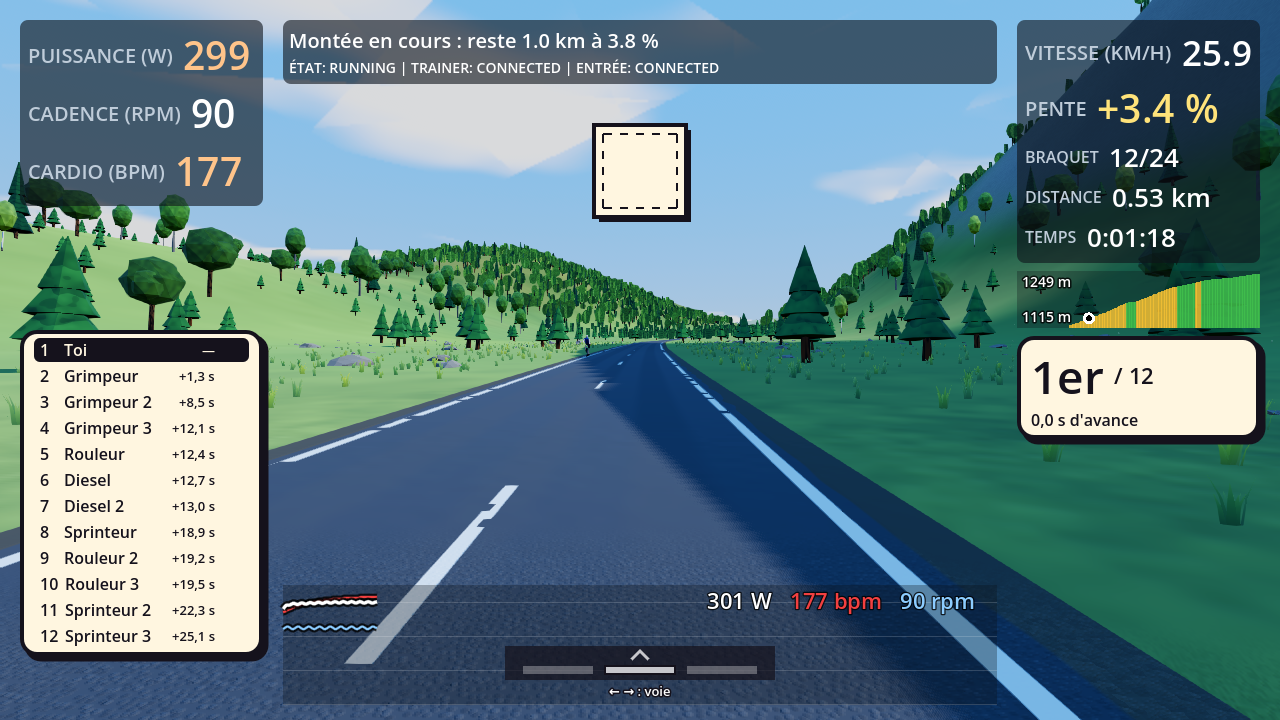 PUISSANCE (W) 299
CADENCE (RPM) 90
CARDIO (BPM) 177
Montée en cours : reste 1.0 km à 3.8 %
ÉTAT: RUNNING | TRAINER: CONNECTED | ENTRÉE: CONNECTED
VITESSE (KM/H) 25.9
PENTE +3.4 %
BRAQUET 12/24
DISTANCE 0.53 km
TEMPS 0:01:18
1249 m
1115 m
1er / 12
0,0 s d'avance
1 Toi —
2 Grimpeur +1,3 s
3 Grimpeur 2 +8,5 s
4 Grimpeur 3 +12,1 s
5 Rouleur +12,4 s
6 Diesel +12,7 s
7 Diesel 2 +13,0 s
8 Sprinteur +18,9 s
9 Rouleur 2 +19,2 s
10 Rouleur 3 +19,5 s
11 Sprinteur 2 +22,3 s
12 Sprinteur 3 +25,1 s
301 W 177 bpm 90 rpm
← → : voie